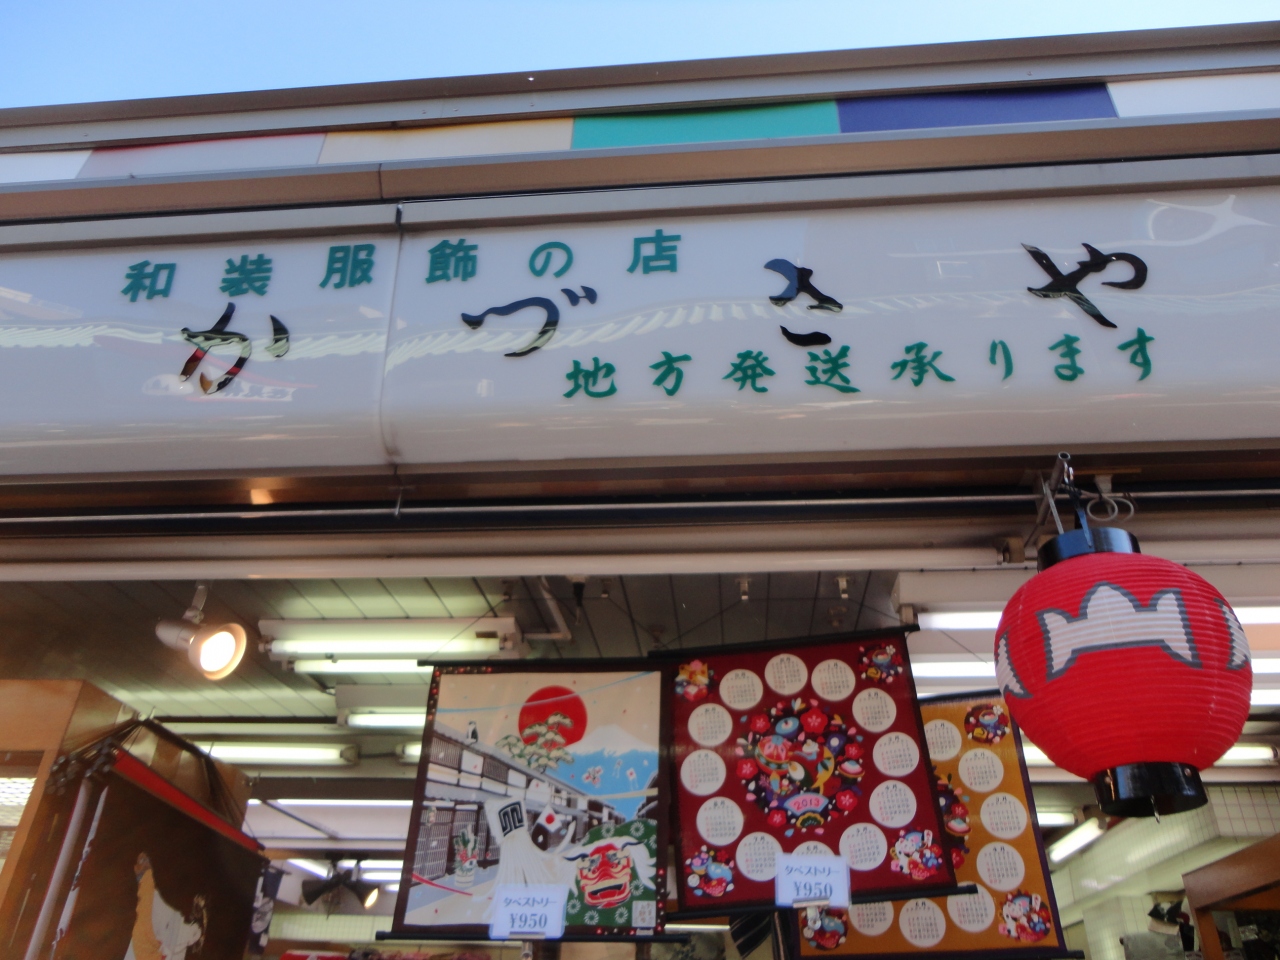 和装服飾の店
かづさや
地方発送承ります
2013
タペストリー
¥950
タペストリー
¥950